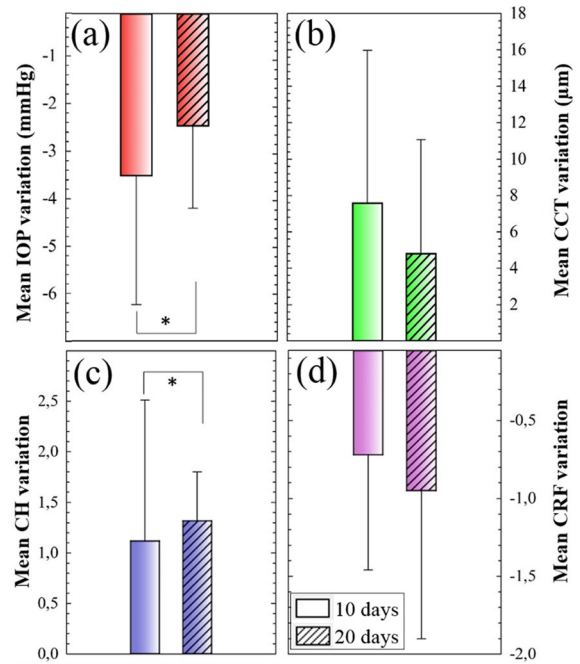 (a)
Mean IOP variation (mmHg)
-1
-2
-3
-4
-5
-6
*
(b)
Mean CCT variation (μm)
18
16
14
12
10
8
6
4
2
(c)
Mean CH variation
2,5
2,0
1,5
1,0
0,5
0,0
*
(d)
Mean CRF variation
-0,5
-1,0
-1,5
-2,0
10 days
20 days